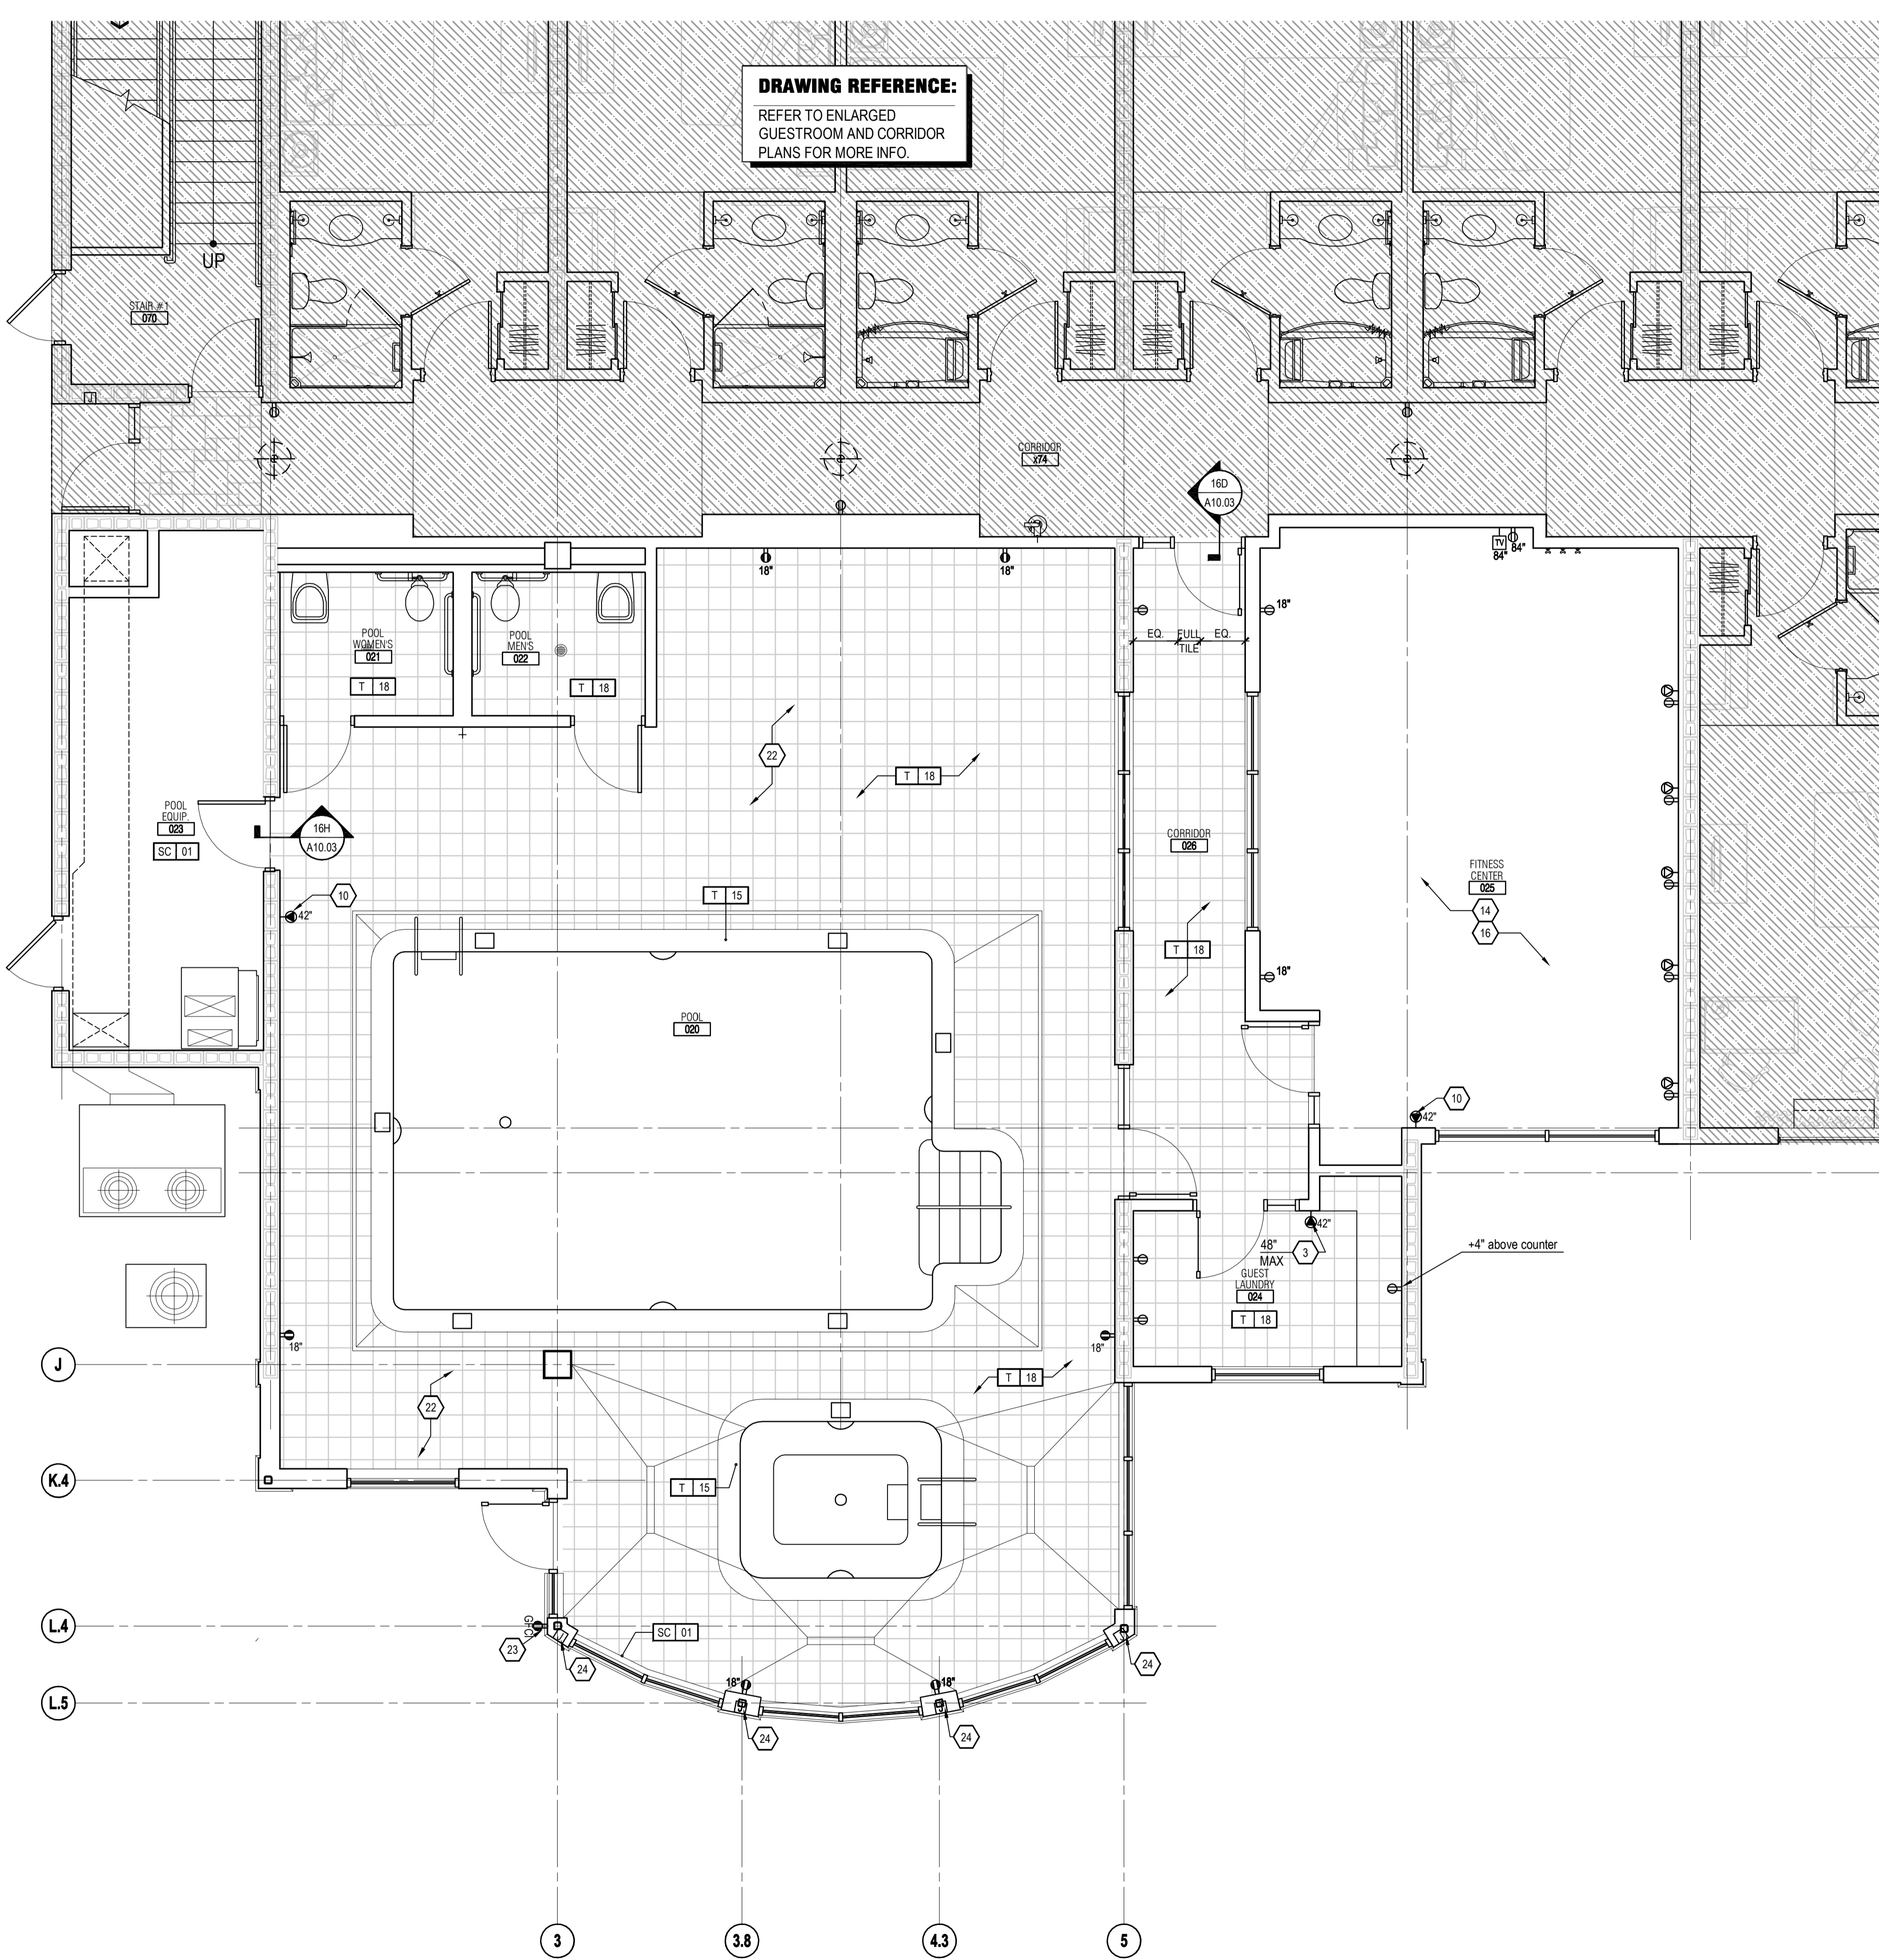 DRAWING REFERENCE:
REFER TO ENLARGED
GUESTROOM AND CORRIDOR
PLANS FOR MORE INFO.
UP
STAIR #1
070
J
CORRIDOR
x74
16D
A10.03
TV
84"
84"
18"
18"
18"
EQ.
FULL
TILE
EQ.
POOL
WOMEN'S
021
T 18
POOL
MEN'S
022
T 18
22
T 18
POOL
EQUIP.
023
SC 01
16H
A10.03
CORRIDOR
026
FITNESS
CENTER
025
14
16
10
42"
T 15
T 18
18"
POOL
020
10
42"
42"
48"
MAX
3
GUEST
LAUNDRY
024
T 18
+4" above counter
18"
18"
J
T 18
22
K.4
T 15
L.4
GFCI
23
SC 01
24
24
L.5
18"
18"
24
24
3
3.8
4.3
5